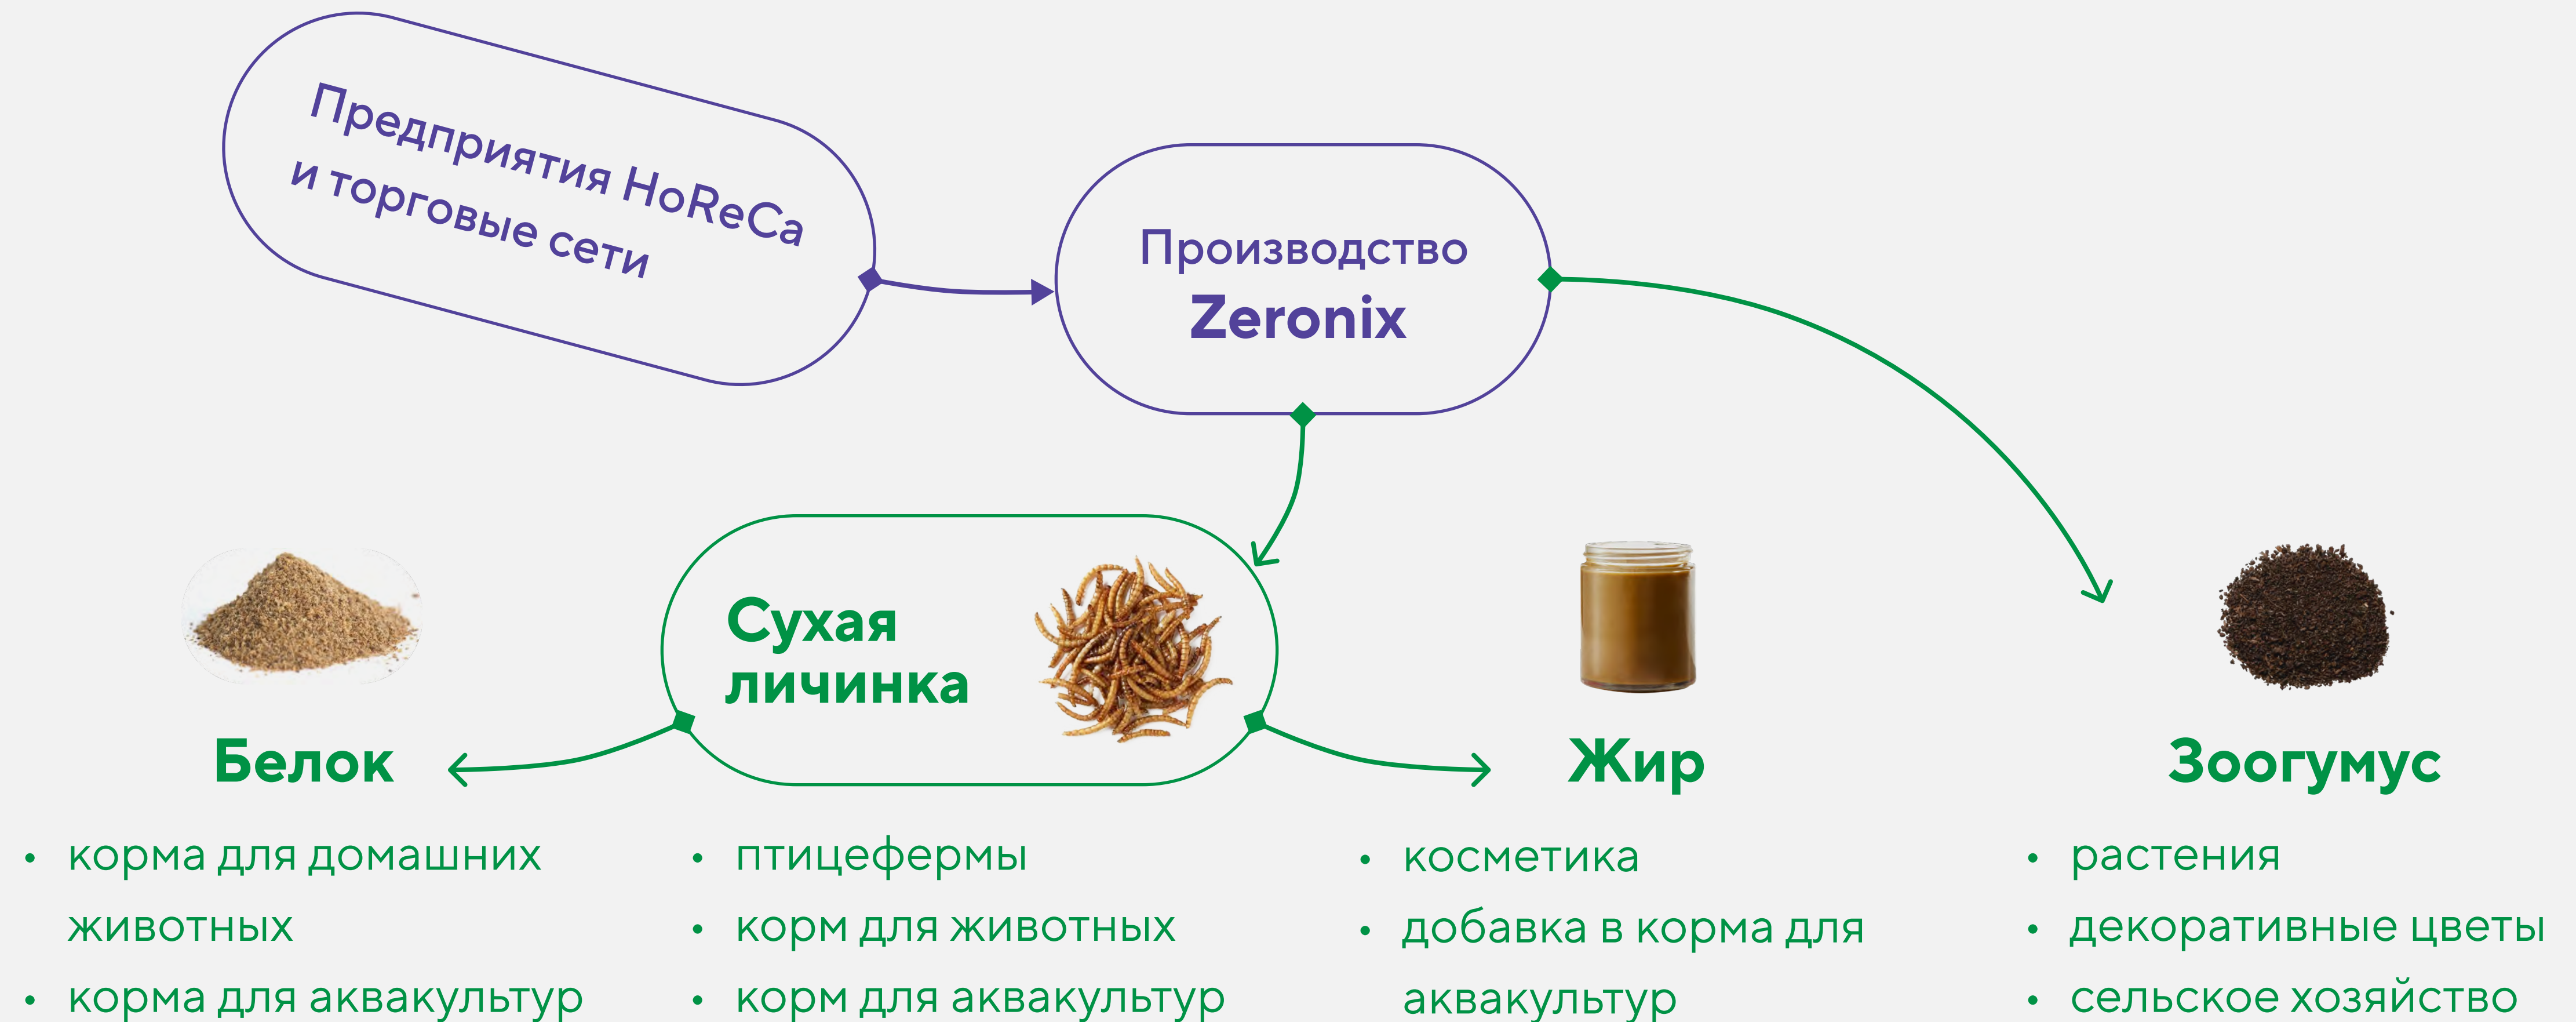 Предприятия HoReCa
и торговые сети
Производство
Zeronix
Сухая
личинка
Белок
• корма для домашних
животных
• корма для аквакультур
• птицефермы
• корм для животных
• корм для аквакультур
Жир
• косметика
• добавка в корма для
аквакультур
Зоогумус
• растения
• декоративные цветы
• сельское хозяйство